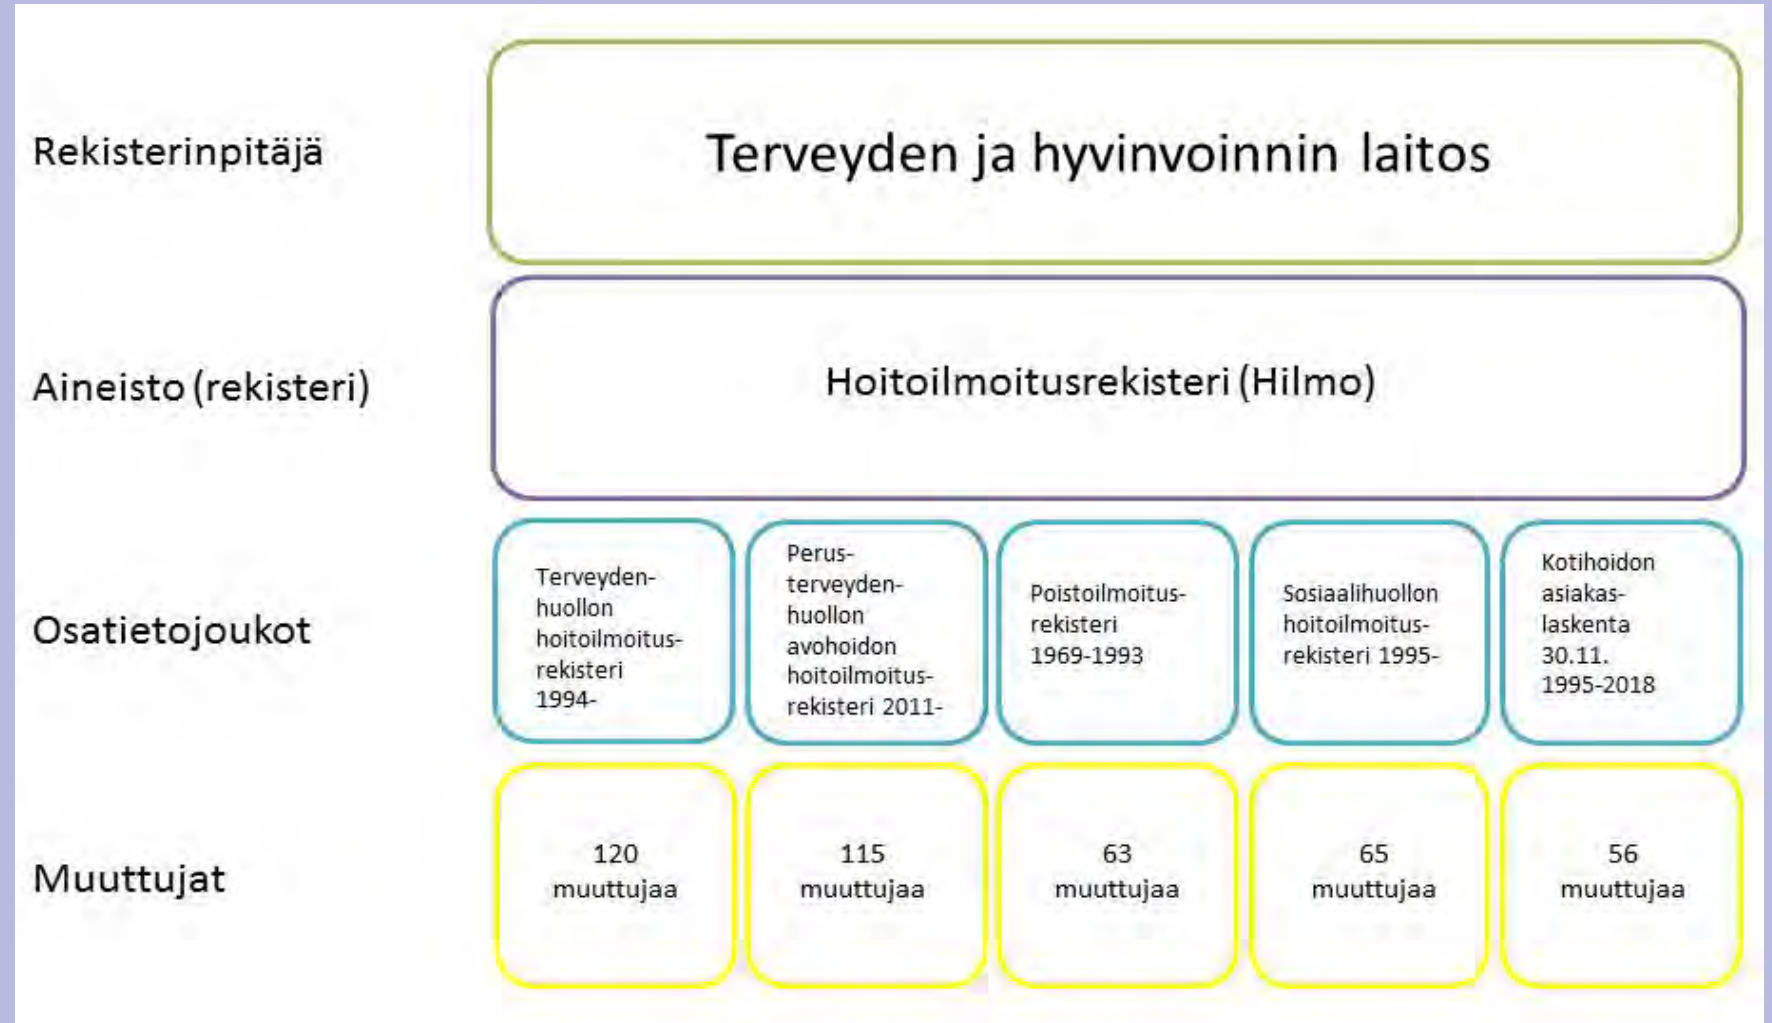 Rekisterinpitäjä
Terveyden ja hyvinvoinnin laitos
Aineisto (rekisteri)
Hoitoilmoitusrekisteri (Hilmo)
Osatietojoukot
Terveyden-
huollon
hoitoilmoitus-
rekisteri
1994-
Perus-
terveyden-
huollon
avohoidon
hoitoilmoitus-
rekisteri 2011-
Poistoilmoitus-
rekisteri
1969-1993
Sosiaalihuollon
hoitoilmoitus-
rekisteri 1995-
Kotihoidon
asiakas-
laskenta
30.11.
1995-2018
Muuttujat
120
muuttujaa
115
muuttujaa
63
muuttujaa
65
muuttujaa
56
muuttujaa